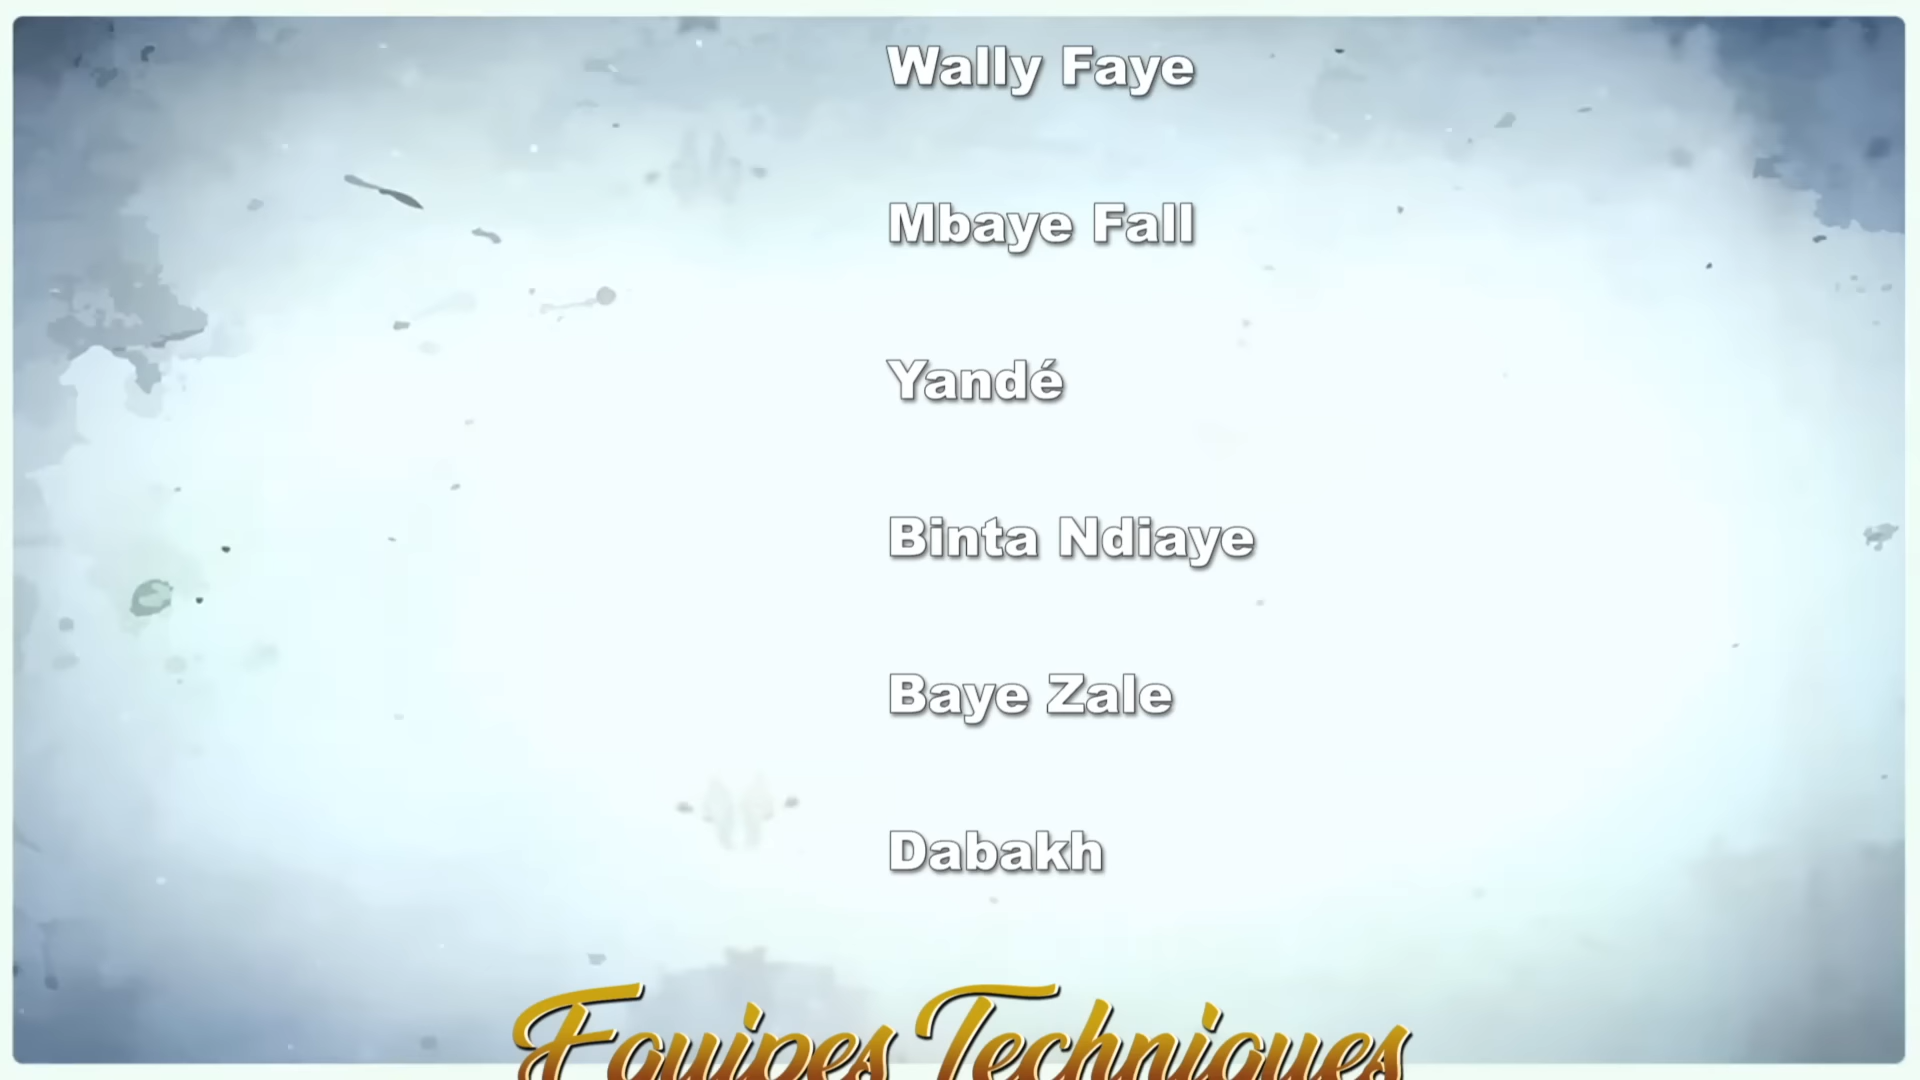 Wally Faye
Mbaye Fall
Yandé
Binta Ndiaye
Baye Zale
Dabakh
Equipes Techniques